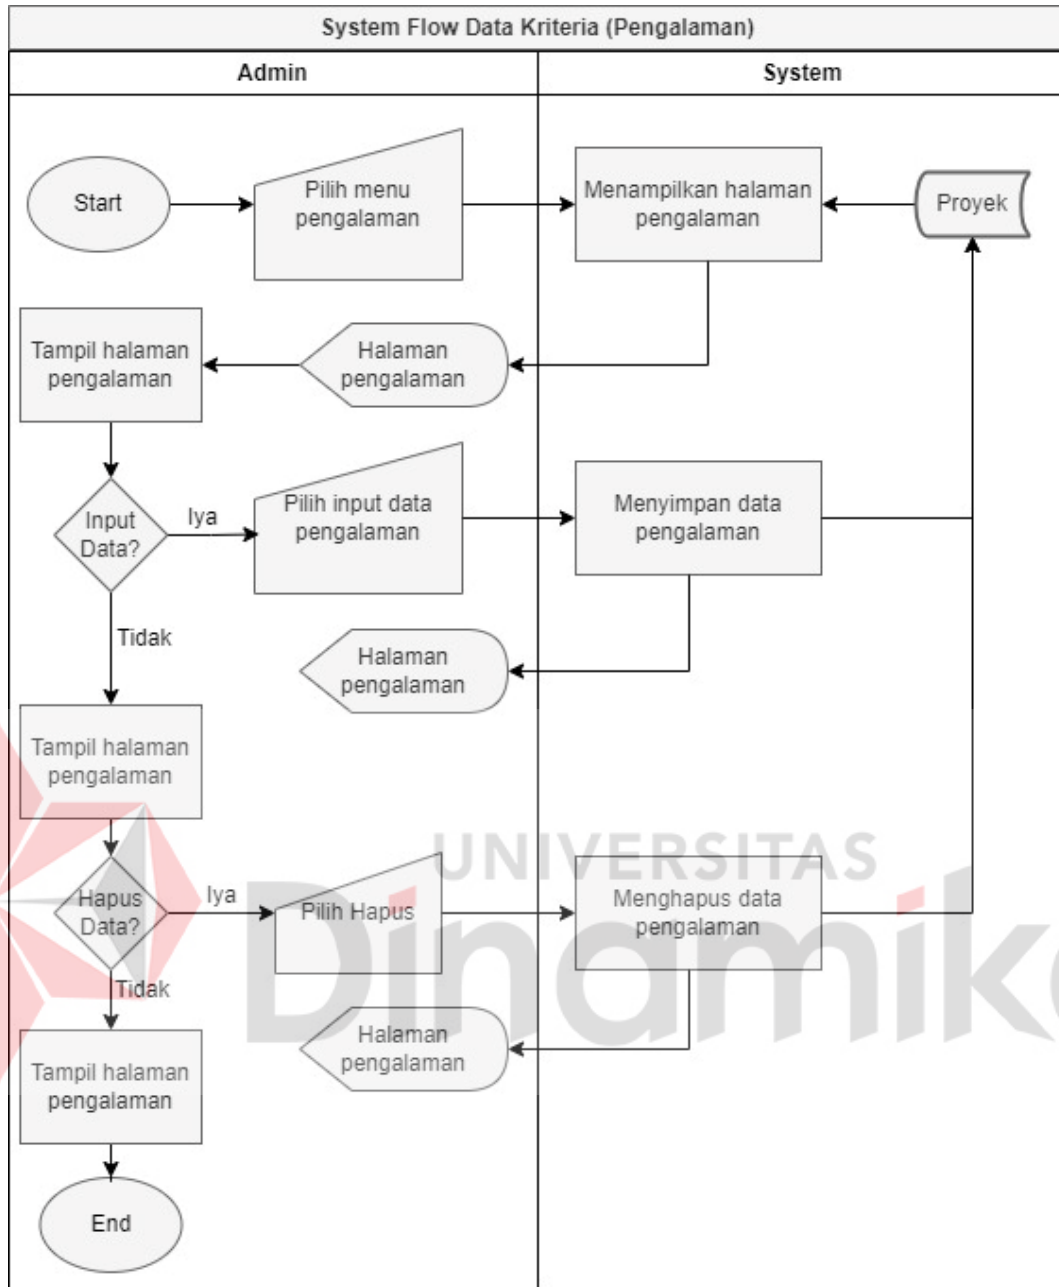 System Flow Data Kriteria (Pengalaman)
Admin
System
Start
Pilih menu
pengalaman
Menampilkan halaman
pengalaman
Proyek
Tampil halaman
pengalaman
Halaman
pengalaman
Input
Data?
Iya
Pilih input data
pengalaman
Menyimpan data
pengalaman
Tidak
Halaman
pengalaman
Tampil halaman
pengalaman
UNIVERSITAS
Dinamika
Hapus
Data?
Iya
Pilih Hapus
Menghapus data
pengalaman
Tidak
Halaman
pengalaman
Tampil halaman
pengalaman
End